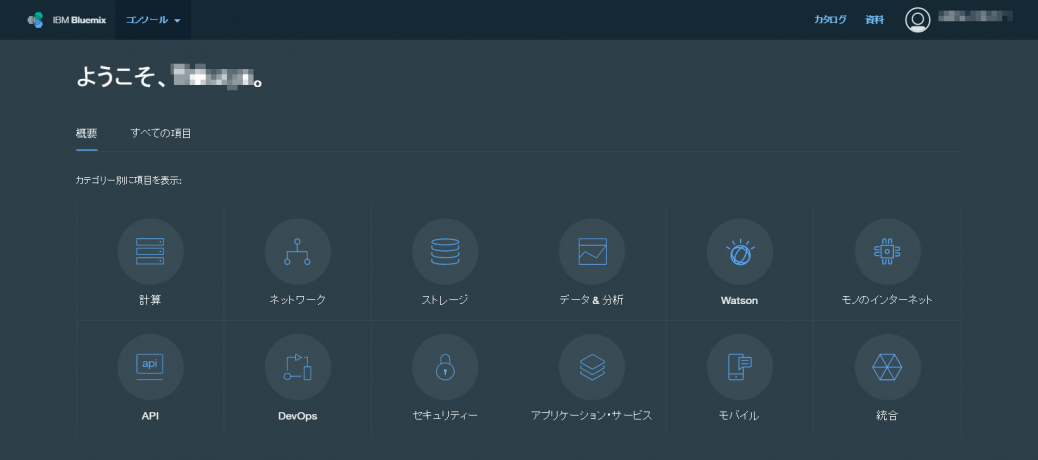 IBM Bluemix コンソール カタログ 資料
ようこそ、
概要 すべての項目
カテゴリー別に項目を表示:
計算 ネットワーク ストレージ データ & 分析 Watson モノのインターネット
api
API DevOps セキュリティー アプリケーション・サービス モバイル 統合